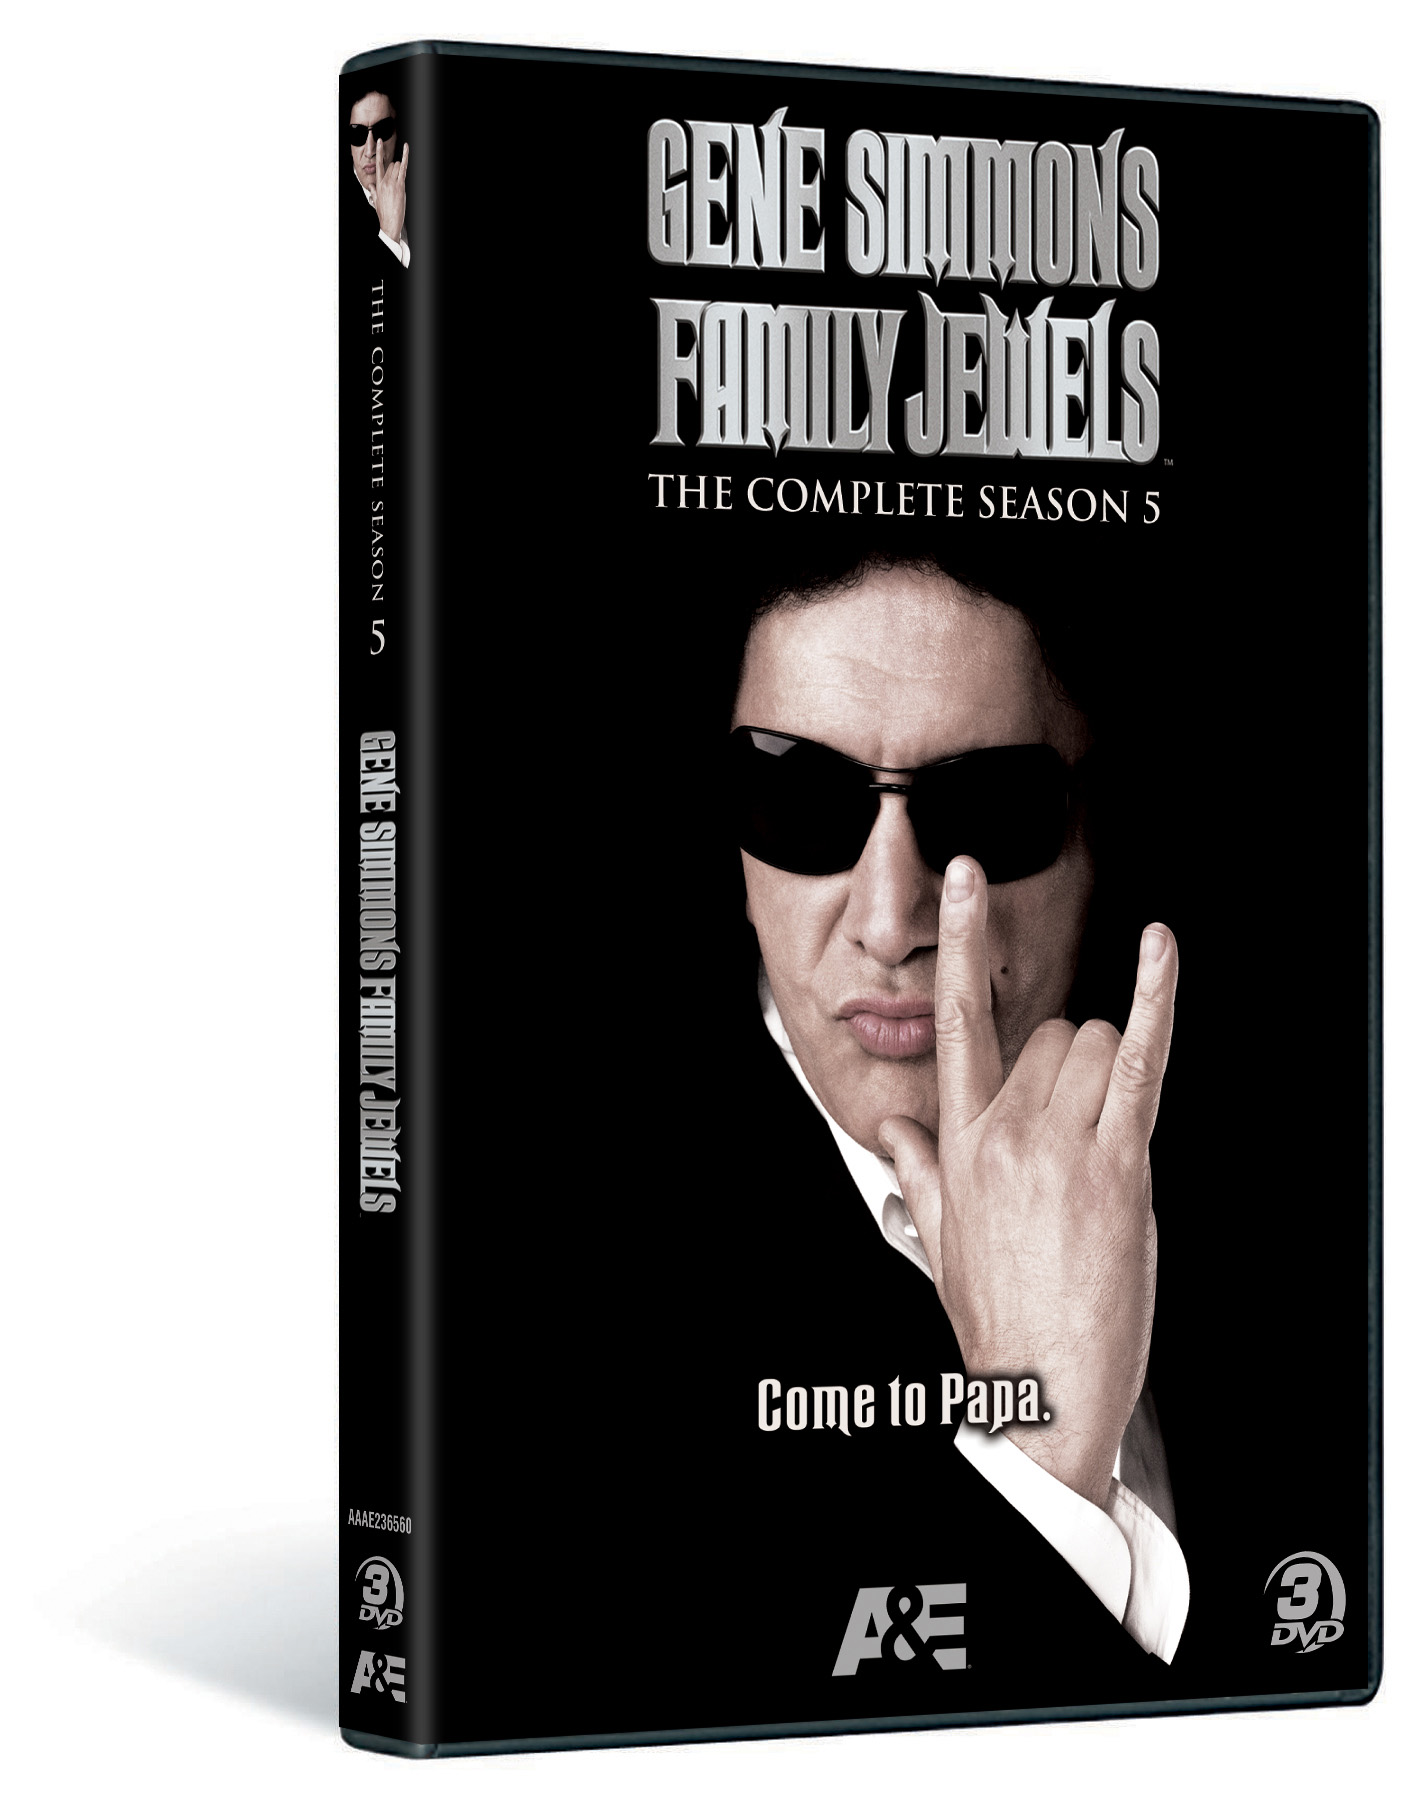 GENE SIMMONS
FAMILY JEWELS
™
THE COMPLETE SEASON 5
Come to Papa.
A&E
3
DVD
THE COMPLETE SEASON 5
GENE SIMMONS FAMILY JEWELS
AAAE236560
3
DVD
A&E